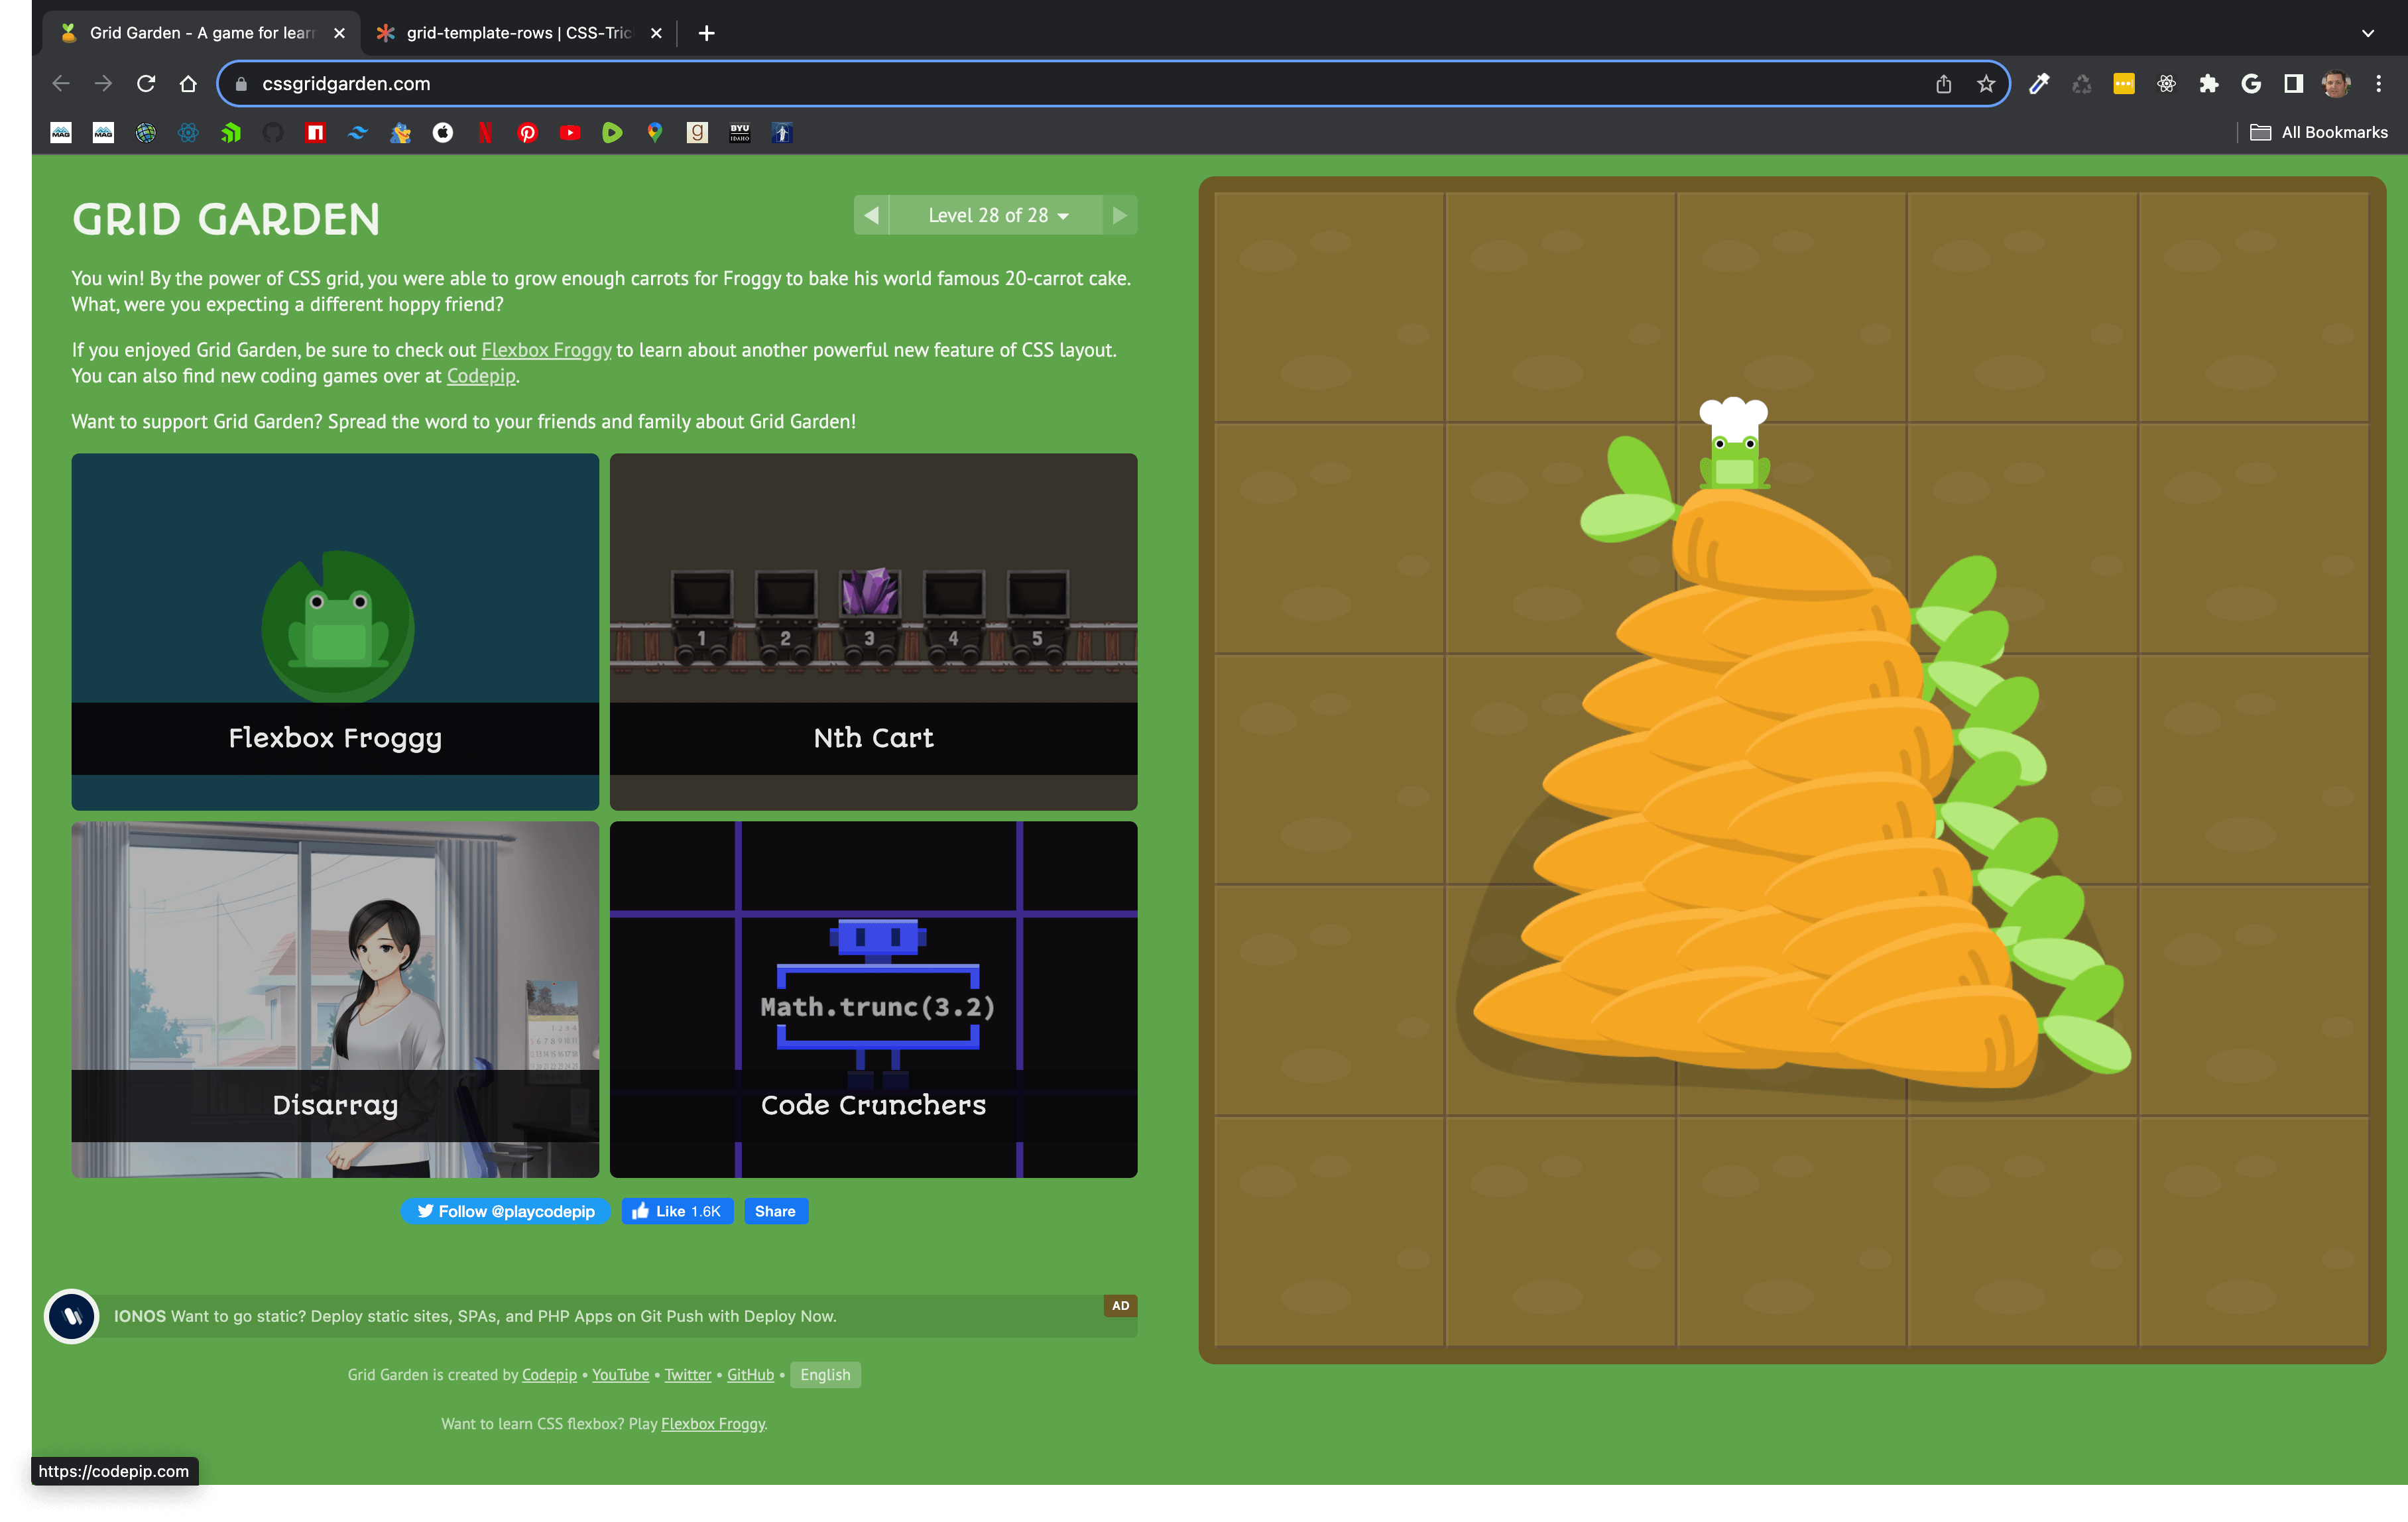 Grid Garden - A game for lear
grid-template-rows | CSS-Tric
cssgridgarden.com
MAG
MAG
g
BYU
IDAHO
All Bookmarks
GRID GARDEN
Level 28 of 28
You win! By the power of CSS grid, you were able to grow enough carrots for Froggy to bake his world famous 20-carrot cake.
What, were you expecting a different hoppy friend?
If you enjoyed Grid Garden, be sure to check out Flexbox Froggy to learn about another powerful new feature of CSS layout.
You can also find new coding games over at Codepip.
Want to support Grid Garden? Spread the word to your friends and family about Grid Garden!
Flexbox Froggy
1 2 3 4 5
Nth Cart
Disarray
Math.trunc(3.2)
Code Crunchers
Follow @playcodepip
Like 1.6K
Share
IONOS Want to go static? Deploy static sites, SPAs, and PHP Apps on Git Push with Deploy Now.
AD
Grid Garden is created by Codepip • YouTube • Twitter • GitHub • English
Want to learn CSS flexbox? Play Flexbox Froggy.
https://codepip.com